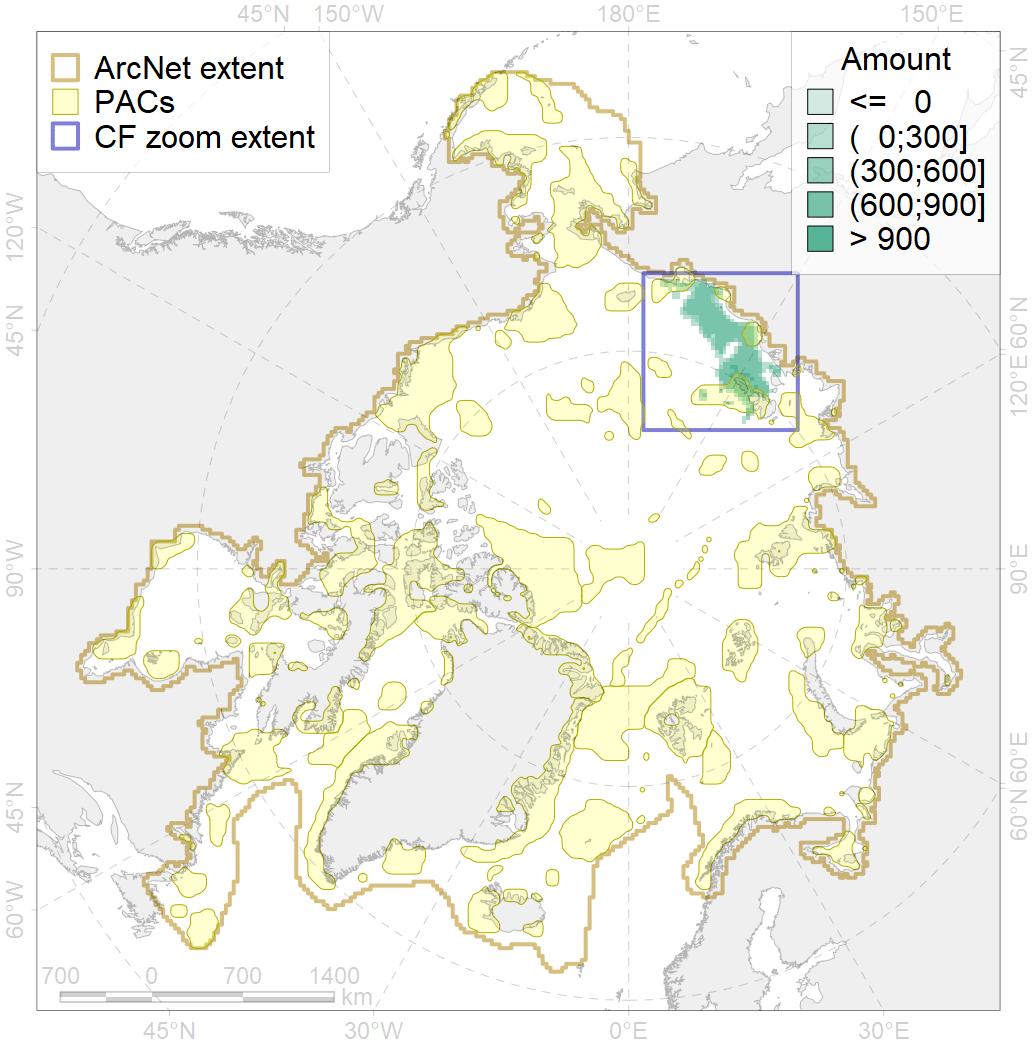 45°N 150°W 180°E 150°E
ArcNet extent
PACs
CF zoom extent
Amount
<= 0
( 0;300]
(300;600]
(600;900]
> 900
45°N
120°W
60°N
45°N
120°E
90°W
90°E
60°E
45°N
60°N
60°W
700 0 700 1400
km
45°N 30°W 0°E 30°E